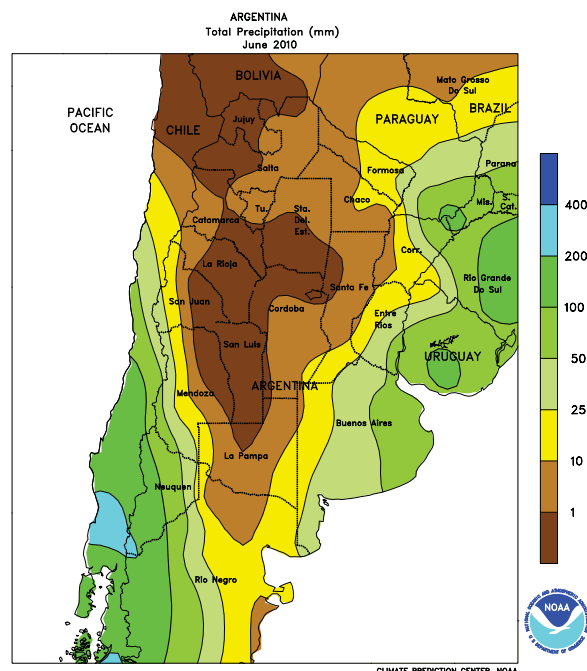 ARGENTINA
Total Precipitation (mm)
June 2010
BOLIVIA
Mato Grosso
Do Sul
PACIFIC
OCEAN
BRAZIL
PARAGUAY
Jujuy
CHILE
Parana
Salta
Formosa
Chaco
Mis.
S.
Cat.
Catamarca
Tu.
Sta.
Del.
Est.
Corr.
La Rioja
Rio Grande
Do Sul
San Juan
Santa Fe
Cordoba
Entre
Rios
San Luis
URUGUAY
ARGENTINA
Mendoza
Buenos Aires
La Pampa
Neuquen
Rio Negro
400
200
100
50
25
10
1
NOAA
CLIMATE PREDICTION CENTER, NOAA